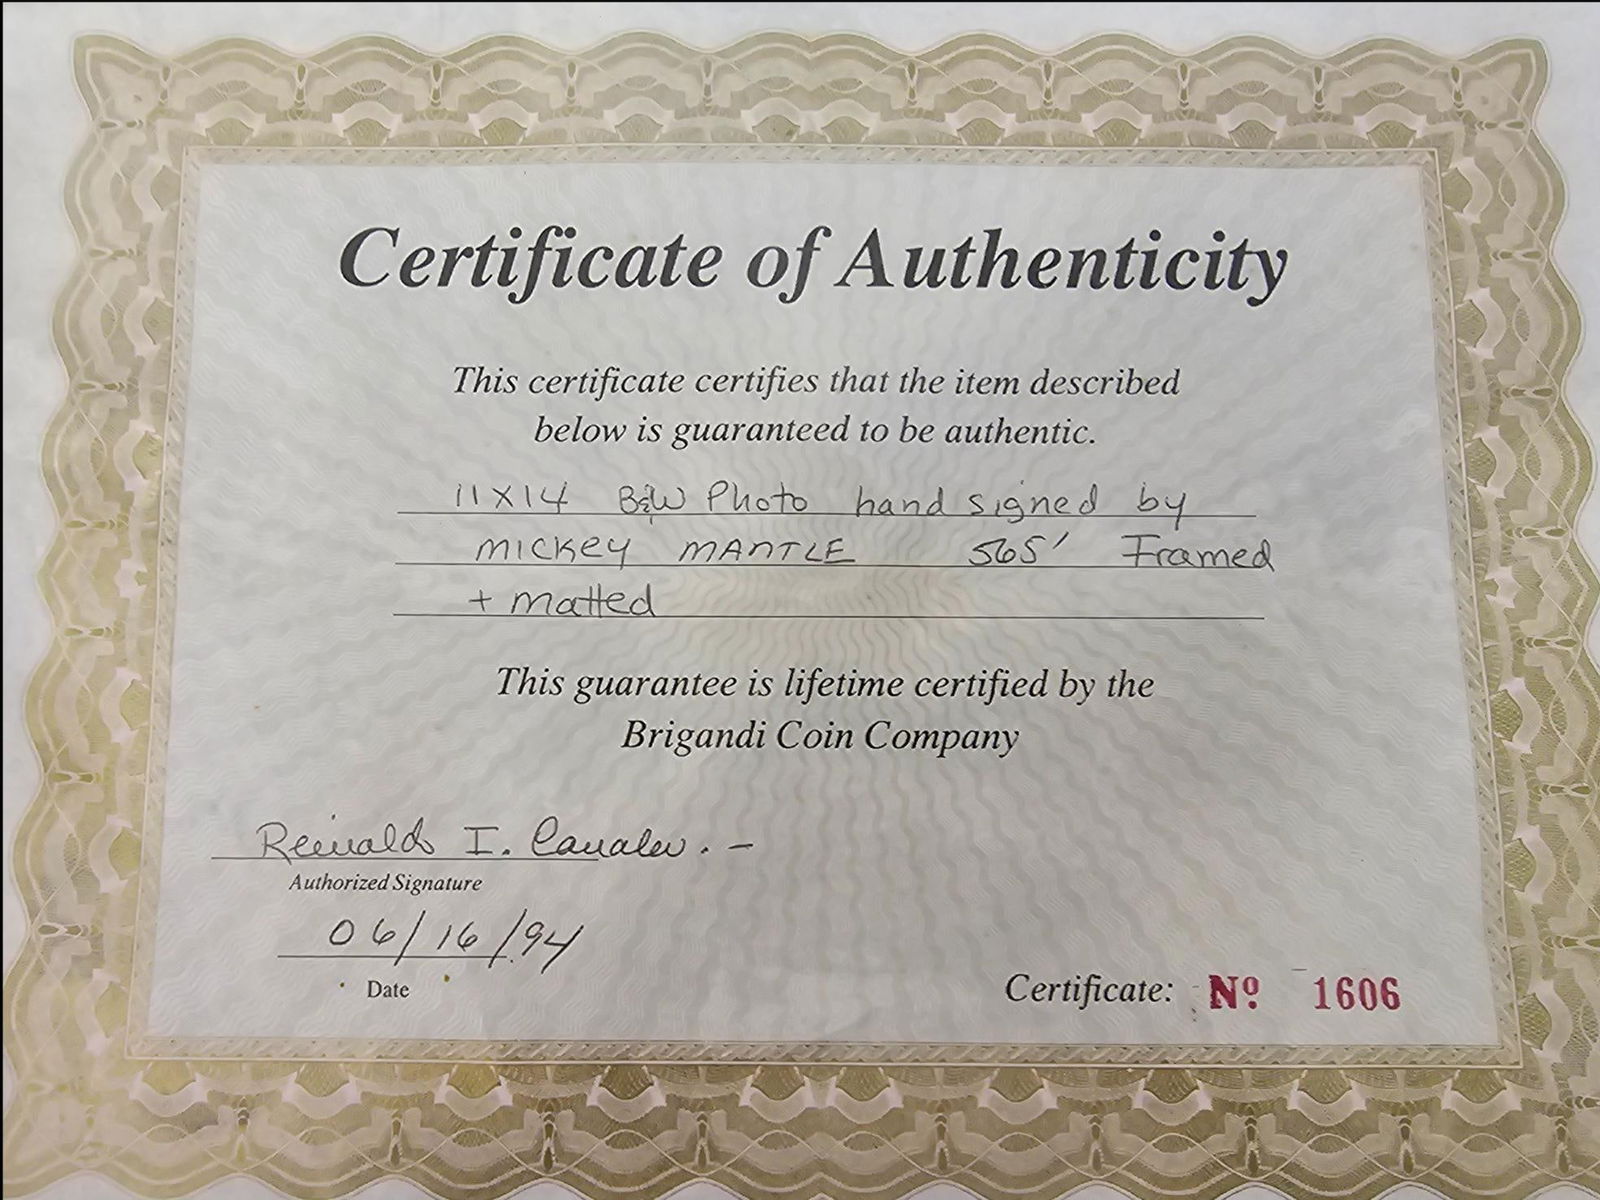 Certificate of Authenticity
This certificate certifies that the item described
below is guaranteed to be authentic.
11X14 B&W Photo hand signed by
MICKEY MANTLE 565' Framed
+ matted
This guarantee is lifetime certified by the
Brigandi Coin Company
Reinaldo I.
Authorized Signature
06/16/94
Date
Certificate: Nº 1606